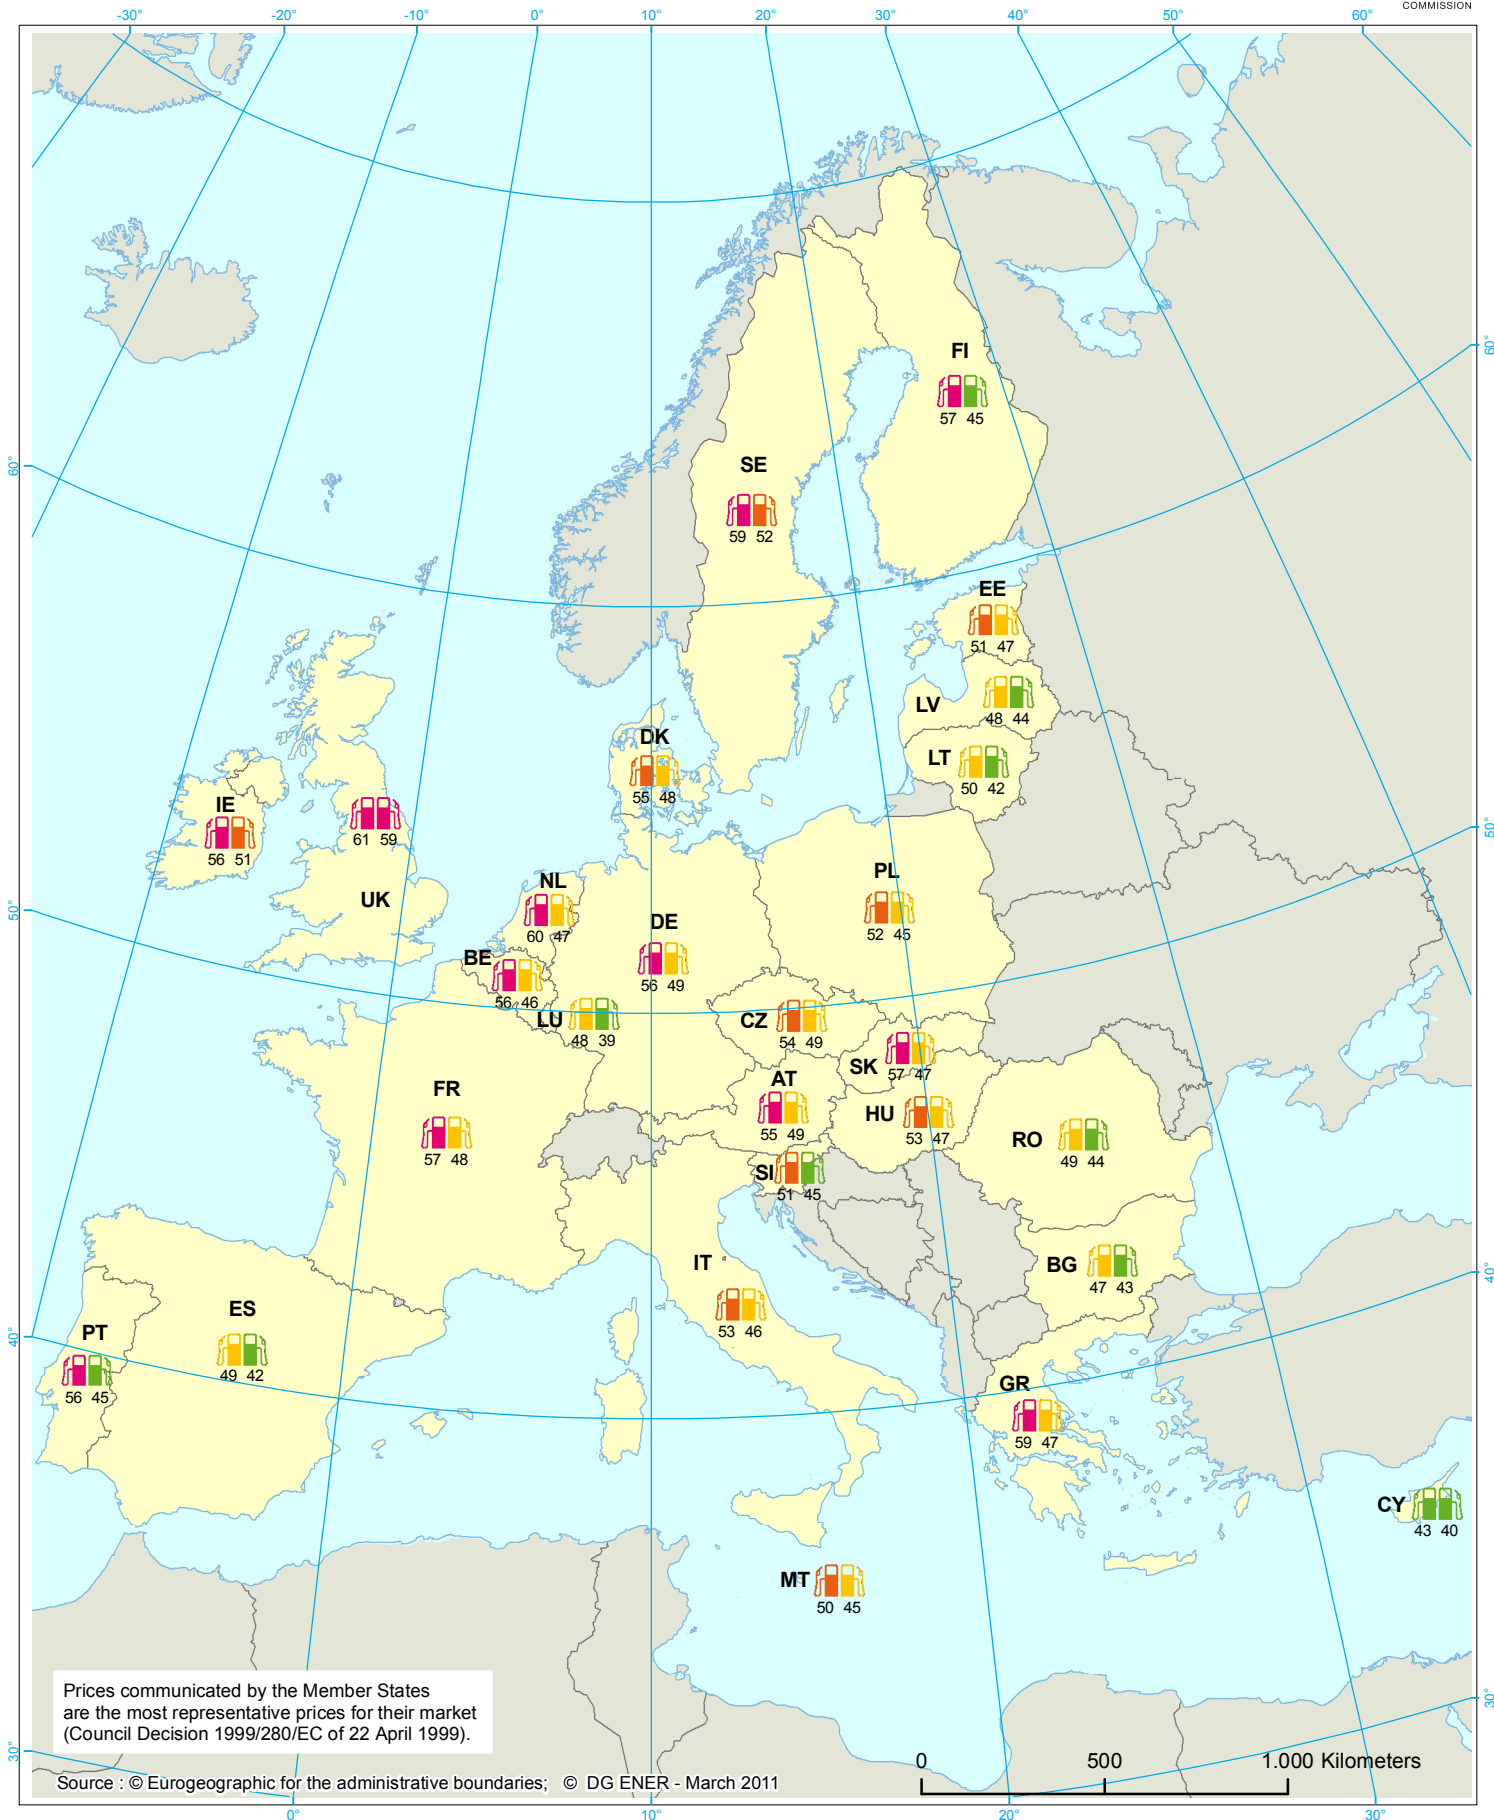 COMMISSION
-30° -20° -10° 0° 10° 20° 30° 40° 50° 60°
60°
60°
50°
50°
40°
40°
30°
30°
FI
57 45
SE
59 52
EE
51 47
LV
48 44
LT
50 42
DK
55 48
IE
56 51
61 59
UK
NL
60 47
PL
52 45
DE
56 49
BE
56 46
LU
48 39
CZ
54 49
SK
57 47
AT
55 49
HU
53 47
FR
57 48
RO
49 44
SI
51 45
IT
53 46
BG
47 43
ES
49 42
PT
56 45
GR
59 47
CY
43 40
MT
50 45
Prices communicated by the Member States
are the most representative prices for their market
(Council Decision 1999/280/EC of 22 April 1999).
0 500 1.000 Kilometers
Source : © Eurogeographic for the administrative boundaries; © DG ENER - March 2011
0° 10° 20° 30°